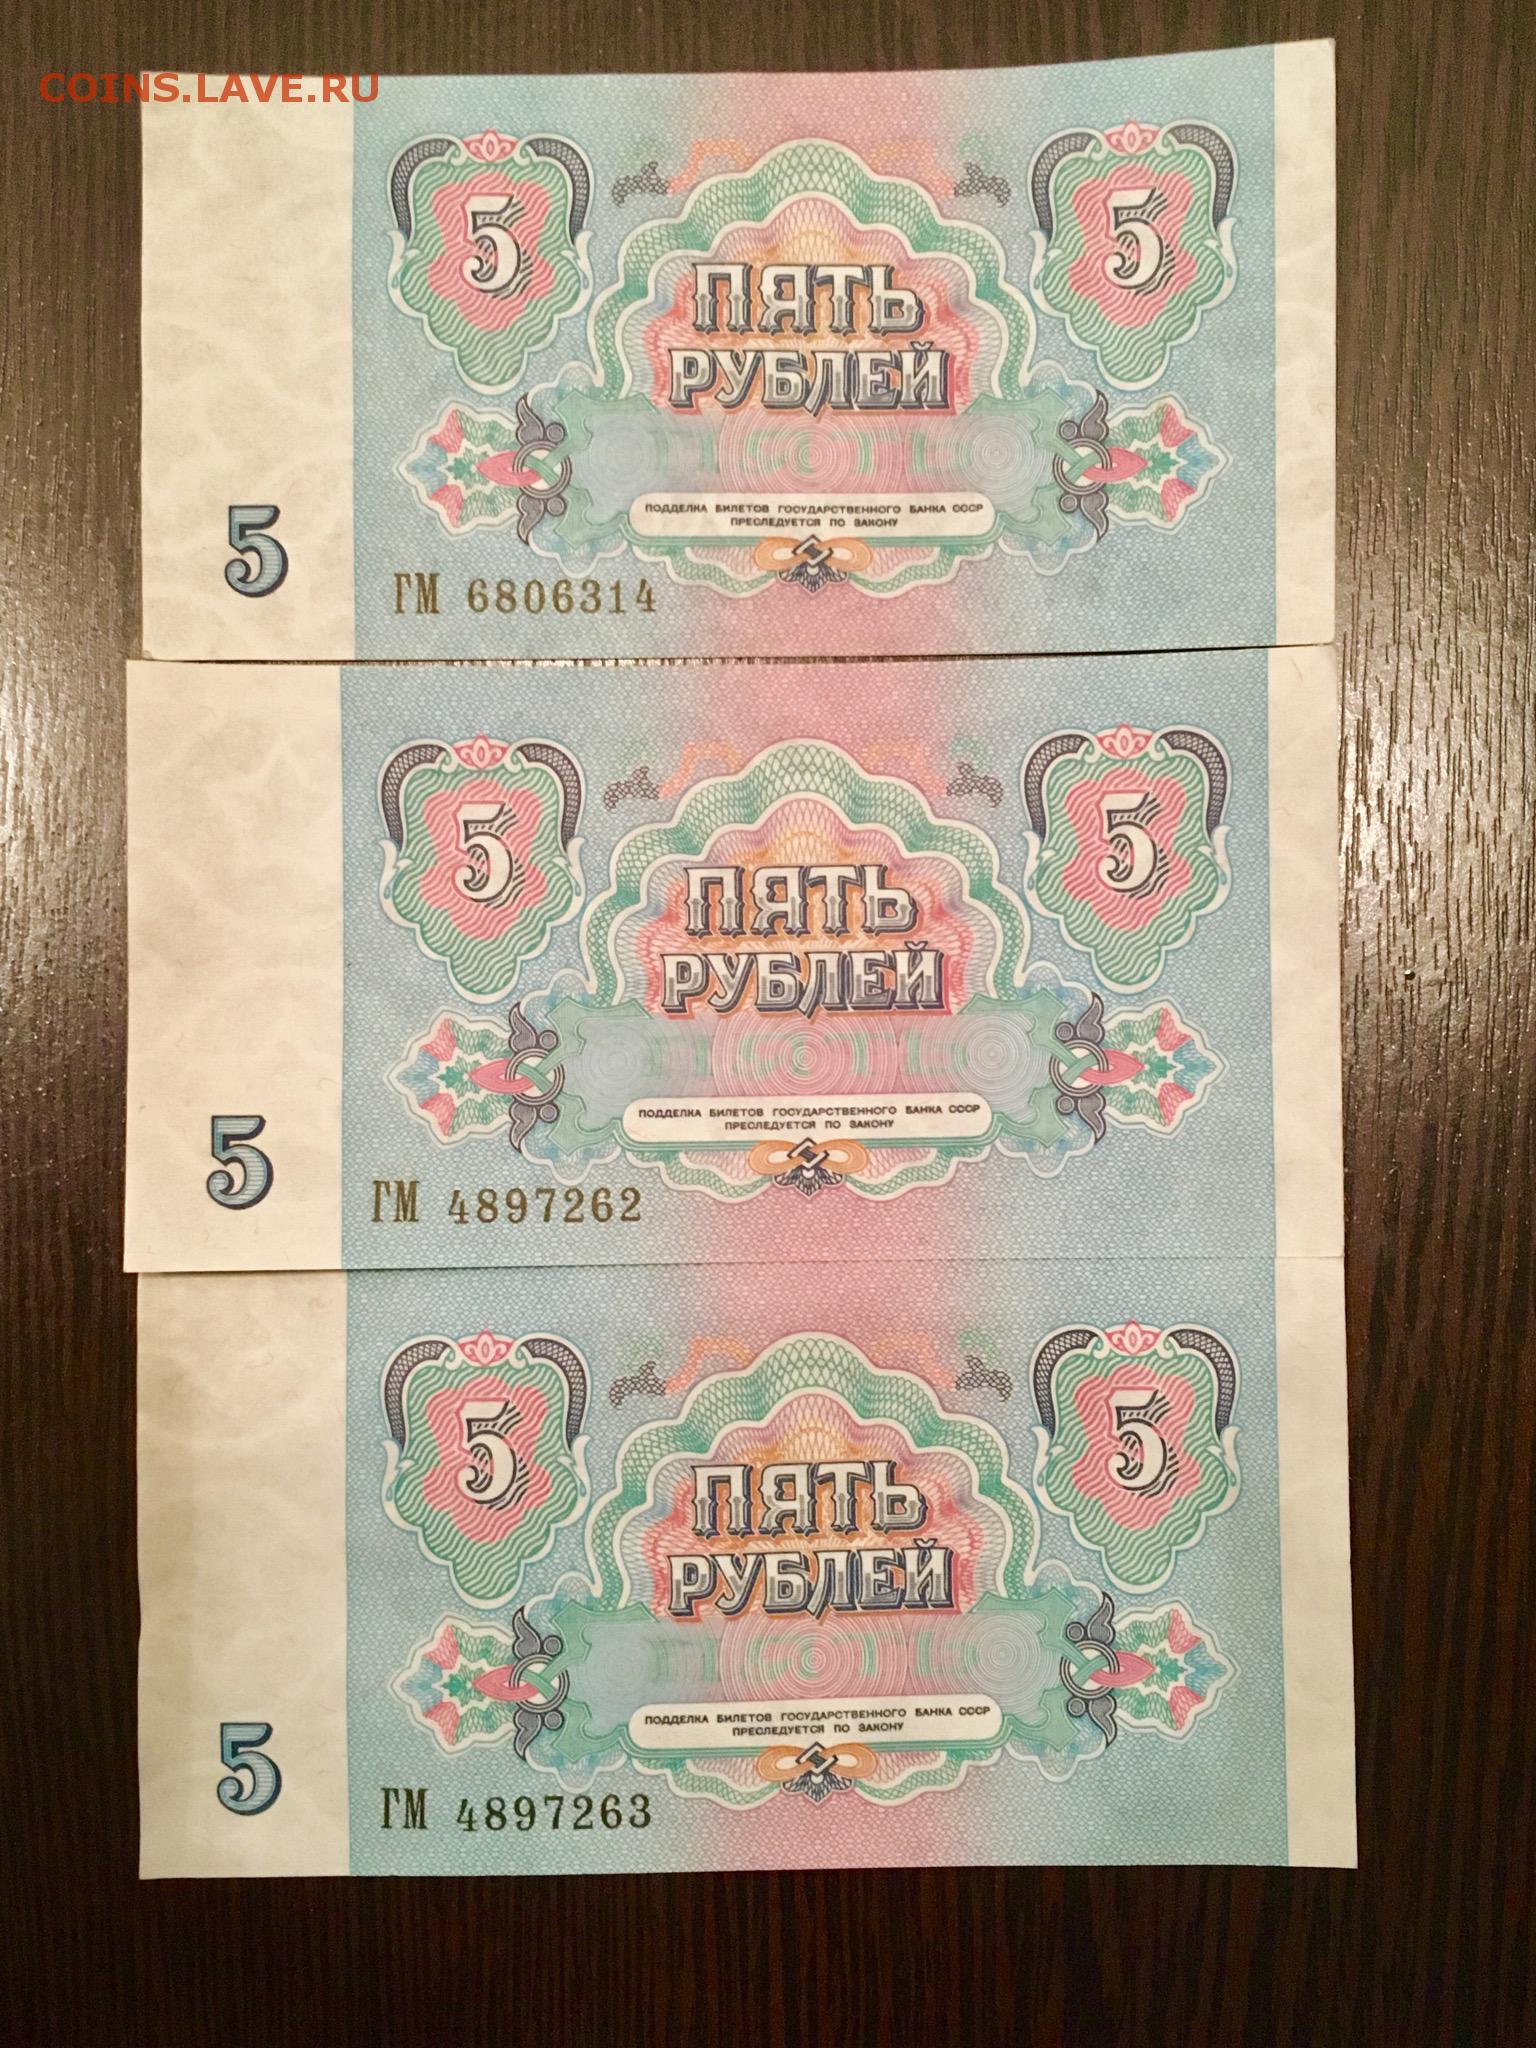 COINS.LAVE.RU
5 5
ПЯТЬ
РУБЛЕЙ
ПОДДЕЛКА БИЛЕТОВ ГОСУДАРСТВЕННОГО БАНКА СССР
ПРЕСЛЕДУЕТСЯ ПО ЗАКОНУ
5
ГМ 6806314
5 5
ПЯТЬ
РУБЛЕЙ
ПОДДЕЛКА БИЛЕТОВ ГОСУДАРСТВЕННОГО БАНКА СССР
ПРЕСЛЕДУЕТСЯ ПО ЗАКОНУ
5
ГМ 4897262
5 5
ПЯТЬ
РУБЛЕЙ
ПОДДЕЛКА БИЛЕТОВ ГОСУДАРСТВЕННОГО БАНКА СССР
ПРЕСЛЕДУЕТСЯ ПО ЗАКОНУ
5
ГМ 4897263